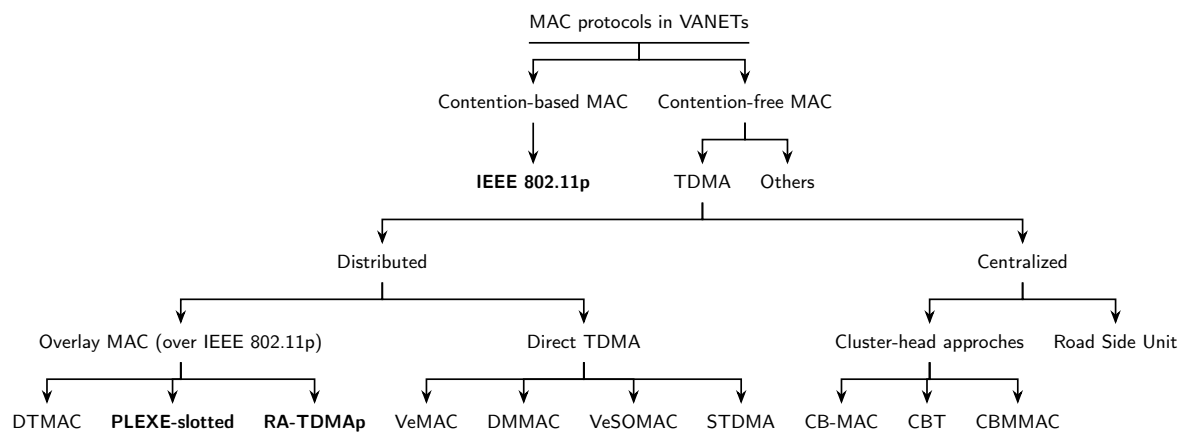 MAC protocols in VANETs
Contention-based MAC Contention-free MAC
IEEE 802.11p TDMA Others
Distributed Centralized
Overlay MAC (over IEEE 802.11p) Direct TDMA Cluster-head approches Road Side Unit
DTMAC PLEXE-slotted RA-TDMAp VeMAC DMMAC VeSOMAC STDMA CB-MAC CBT CBMMAC